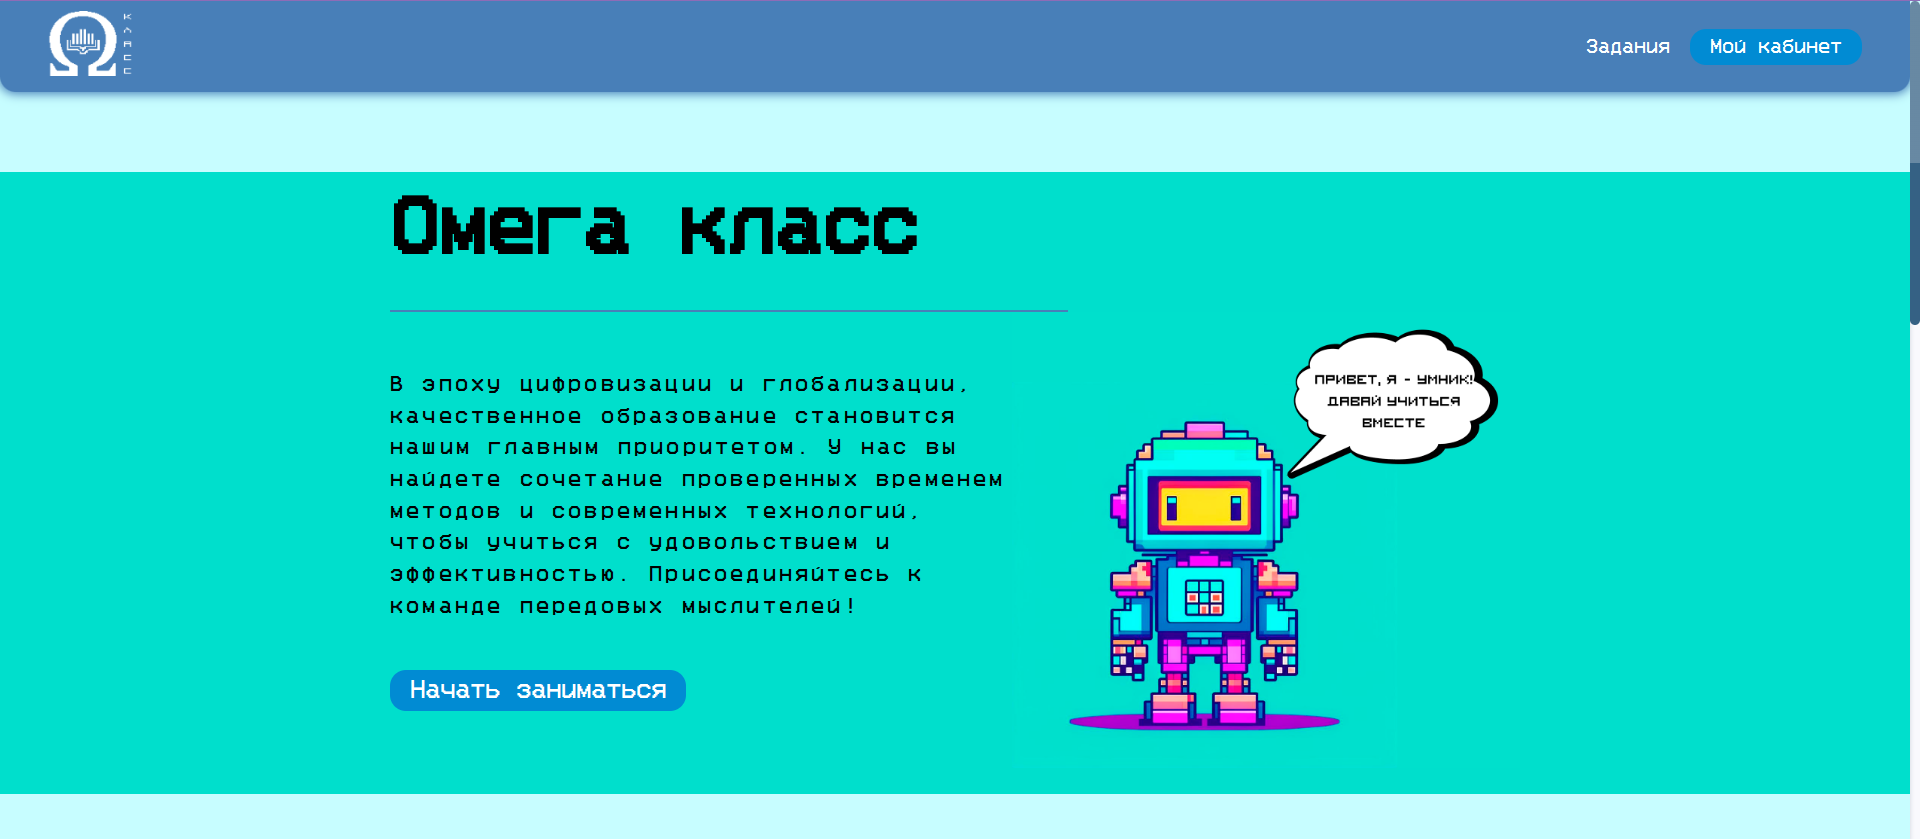 К
Л
А
С
С
Задания
Мой кабинет
Омега класс
В эпоху цифровизации и глобализации,
качественное образование становится
нашим главным приоритетом. У нас вы
найдете сочетание проверенных временем
методов и современных технологий,
чтобы учиться с удовольствием и
эффективностью. Присоединяйтесь к
команде передовых мыслителей!
ПРИВЕТ, Я - УМНИК!
ДАВАЙ УЧИТЬСЯ
ВМЕСТЕ
Начать заниматься